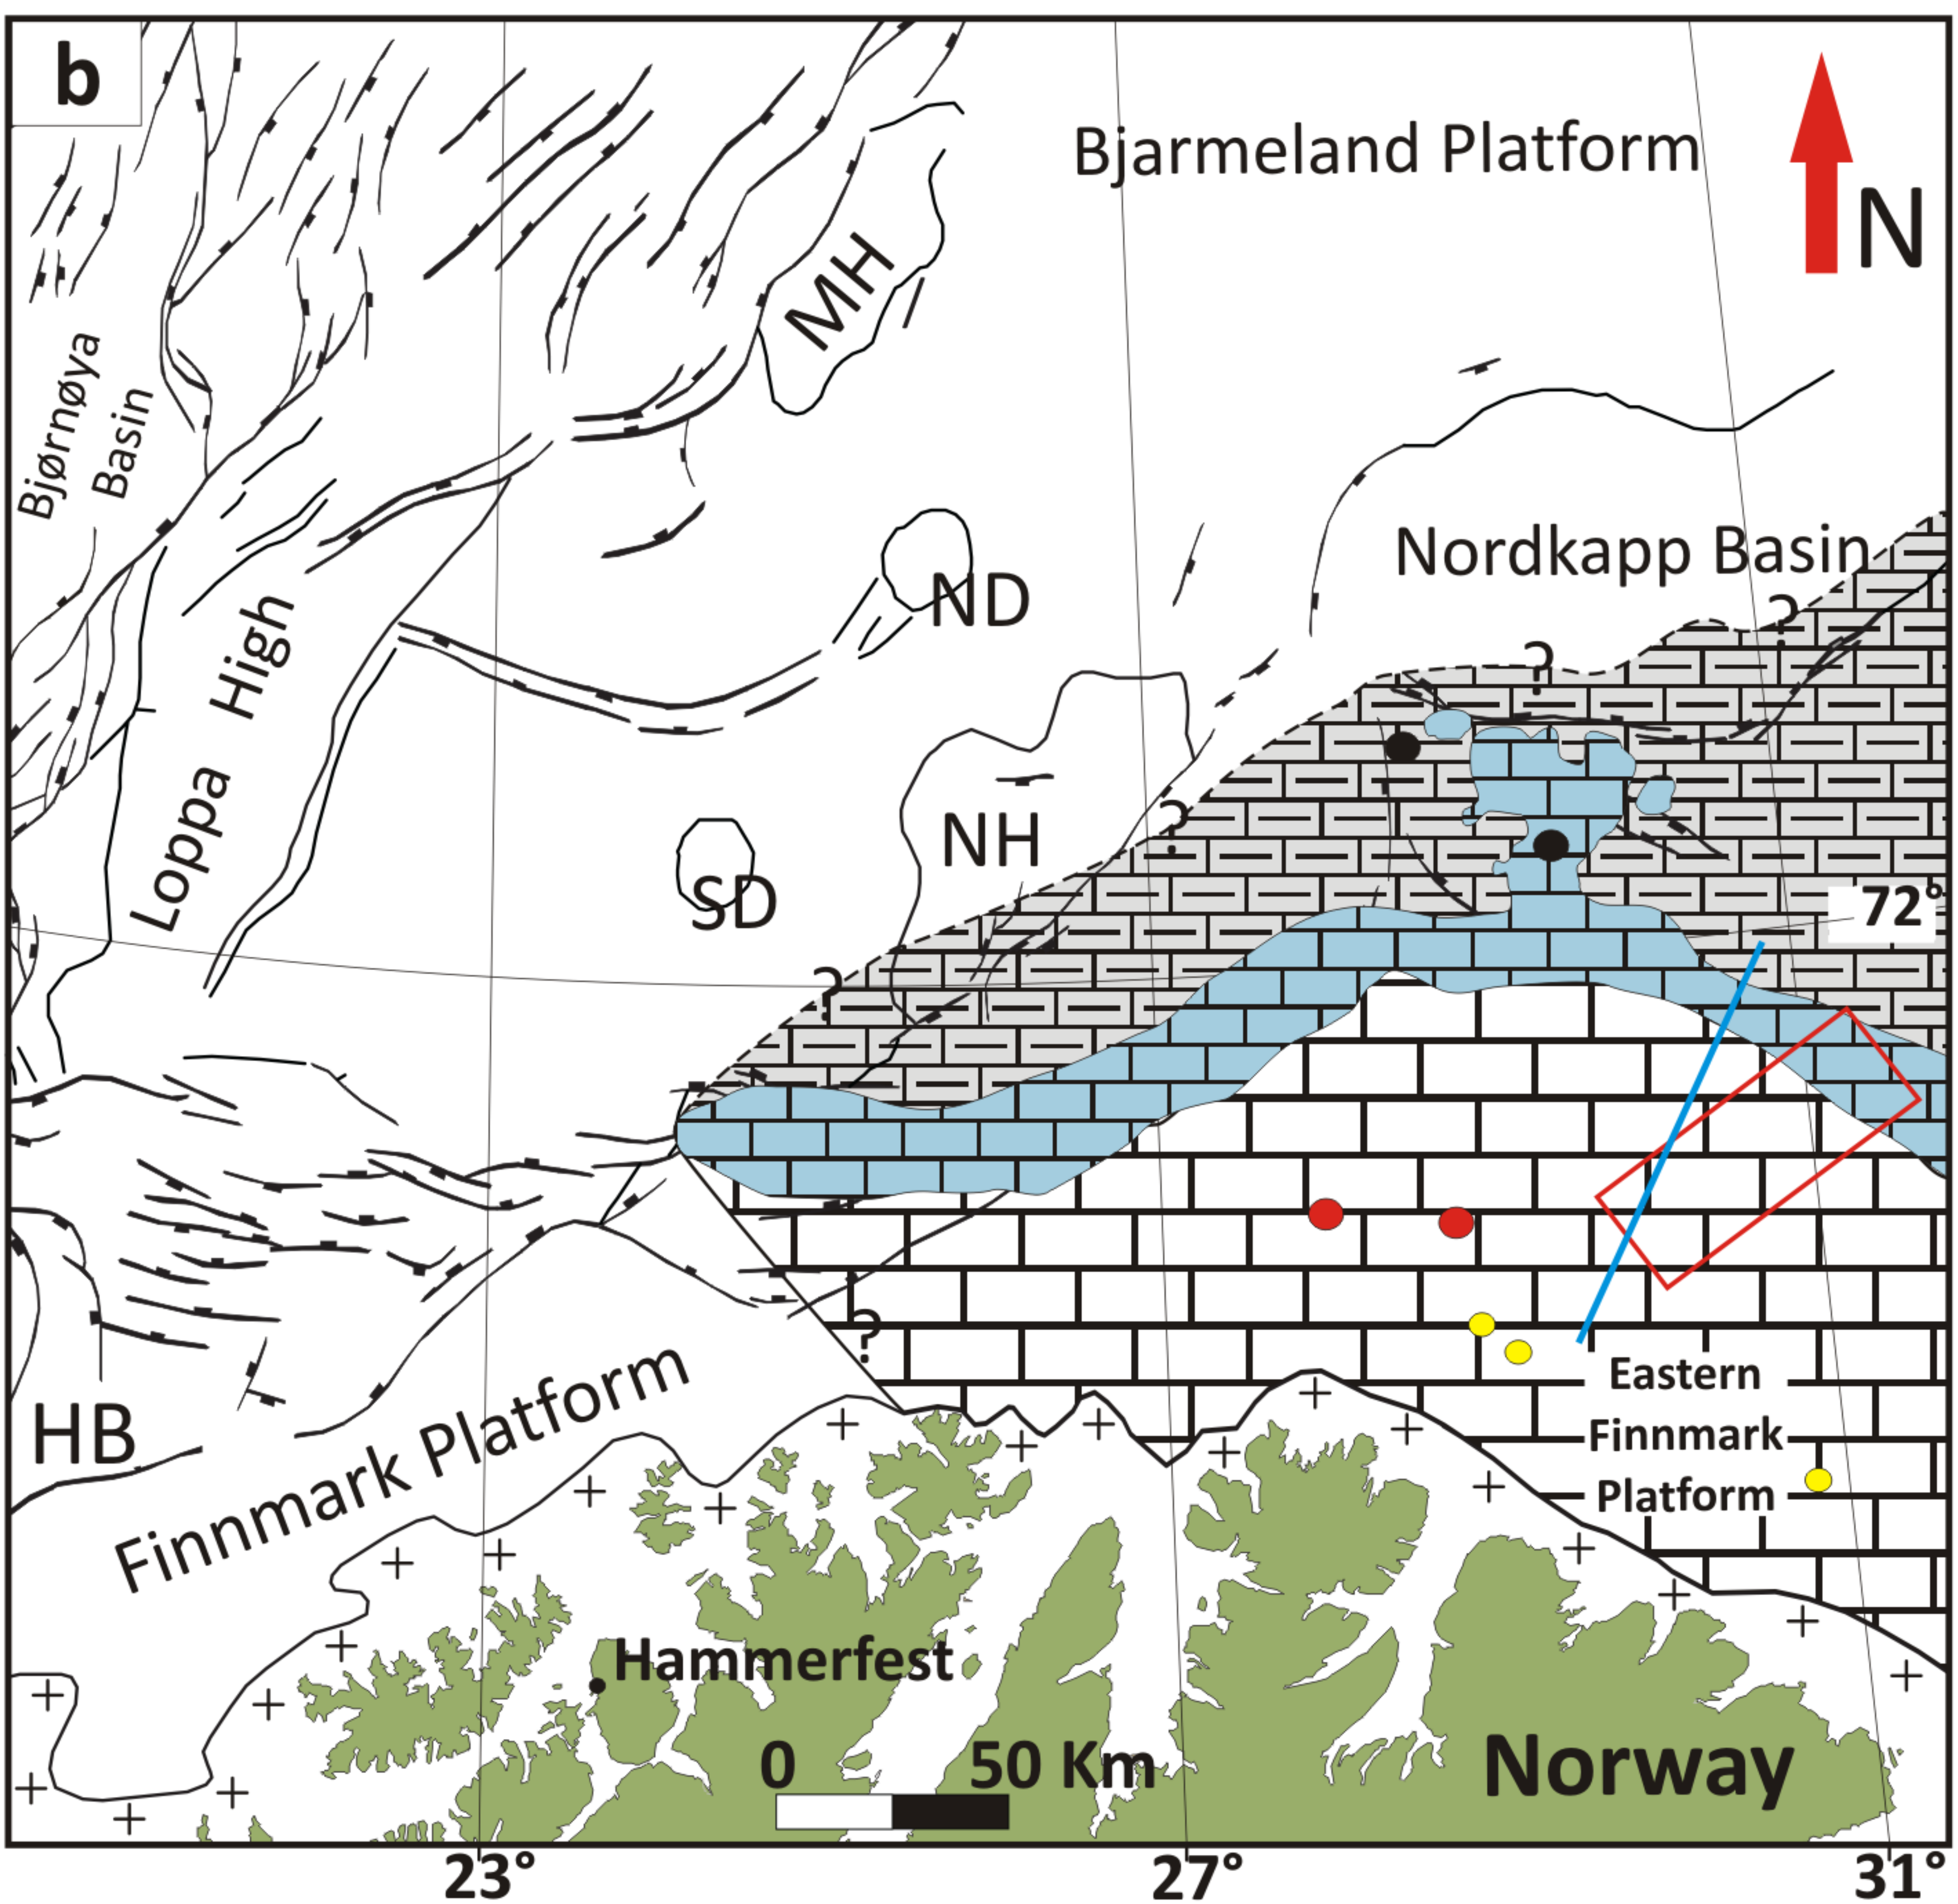 b
Bjarmeland Platform
N
MH
Bjørnøya
Basin
Nordkapp Basin
ND
?
?
Loppa High
NH
?
SD
72°
?
?
Eastern
Finnmark
Platform
HB
Finnmark Platform
Hammerfest
0 50 Km
Norway
23° 27° 31°